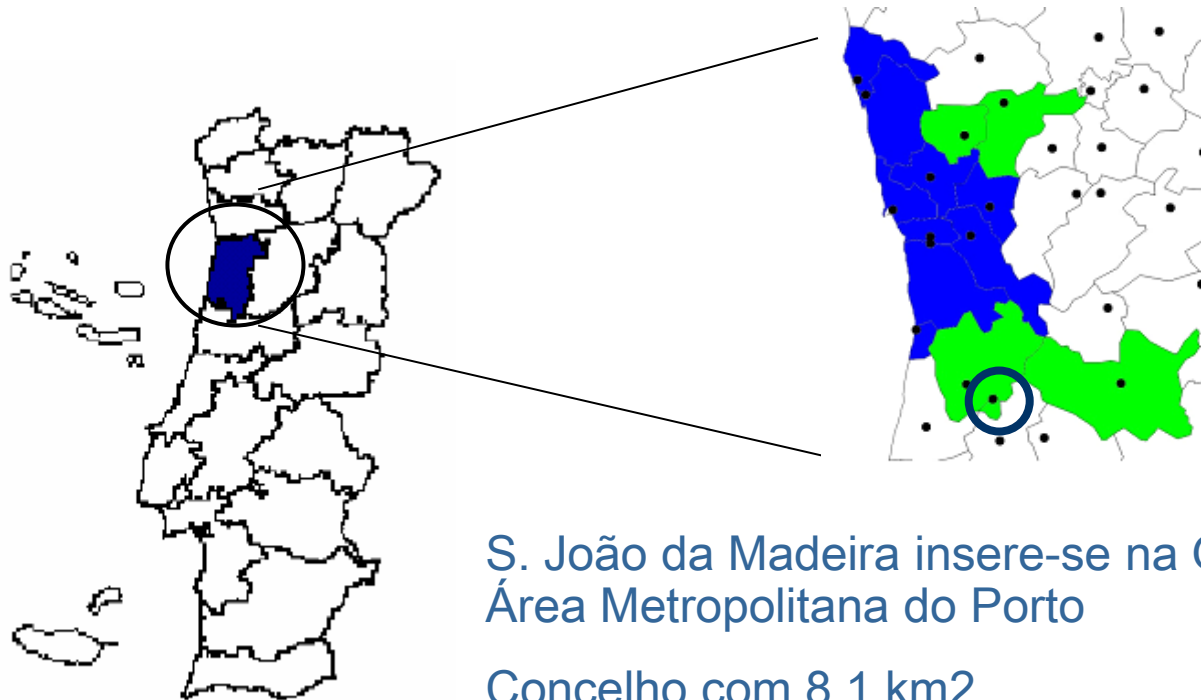 S. João da Madeira insere-se na
Área Metropolitana do Porto
Concelho com 8,1 km2